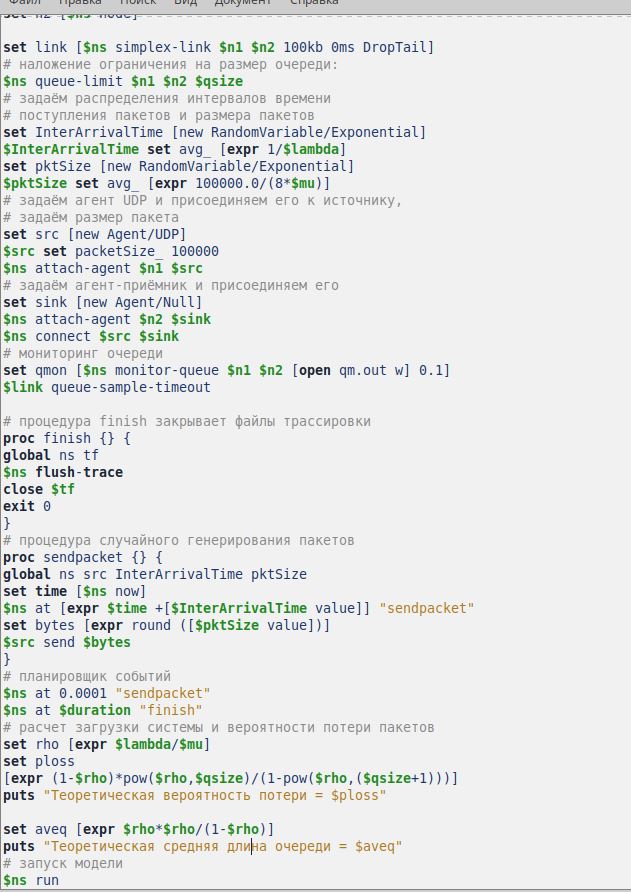 Файл Правка Поиск Вид Документ Справка
set n2 [$ns node]
set link [$ns simplex-link $n1 $n2 100kb 0ms DropTail]
# наложение ограничения на размер очереди:
$ns queue-limit $n1 $n2 $qsize
# задаём распределения интервалов времени
# поступления пакетов и размера пакетов
set InterArrivalTime [new RandomVariable/Exponential]
$InterArrivalTime set avg_ [expr 1/$lambda]
set pktSize [new RandomVariable/Exponential]
$pktSize set avg_ [expr 100000.0/(8*$mu)]
# задаём агент UDP и присоединяем его к источнику,
# задаём размер пакета
set src [new Agent/UDP]
$src set packetSize_ 100000
$ns attach-agent $n1 $src
# задаём агент-приёмник и присоединяем его
set sink [new Agent/Null]
$ns attach-agent $n2 $sink
$ns connect $src $sink
# мониторинг очереди
set qmon [$ns monitor-queue $n1 $n2 [open qm.out w] 0.1]
$link queue-sample-timeout
# процедура finish закрывает файлы трассировки
proc finish {} {
global ns tf
$ns flush-trace
close $tf
exit 0
}
# процедура случайного генерирования пакетов
proc sendpacket {} {
global ns src InterArrivalTime pktSize
set time [$ns now]
$ns at [expr $time +[$InterArrivalTime value]] "sendpacket"
set bytes [expr round ([$pktSize value])]
$src send $bytes
}
# планировщик событий
$ns at 0.0001 "sendpacket"
$ns at $duration "finish"
# расчет загрузки системы и вероятности потери пакетов
set rho [expr $lambda/$mu]
set ploss
[expr (1-$rho)*pow($rho,$qsize)/(1-pow($rho,($qsize+1)))]
puts "Теоретическая вероятность потери = $ploss"
set aveq [expr $rho*$rho/(1-$rho)]
puts "Теоретическая средняя длина очереди = $aveq"
# запуск модели
$ns run